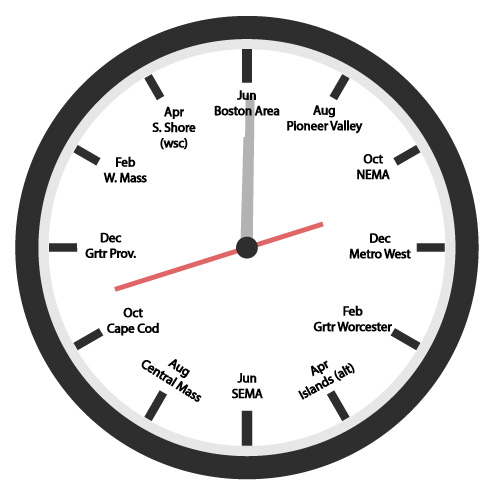 Jun
Boston Area
Aug
Pioneer Valley
Oct
NEMA
Dec
Metro West
Feb
Grtr Worcester
Apr
Islands (alt)
Jun
SEMA
Aug
Central Mass
Oct
Cape Cod
Dec
Grtr Prov.
Feb
W. Mass
Apr
S. Shore
(wsc)